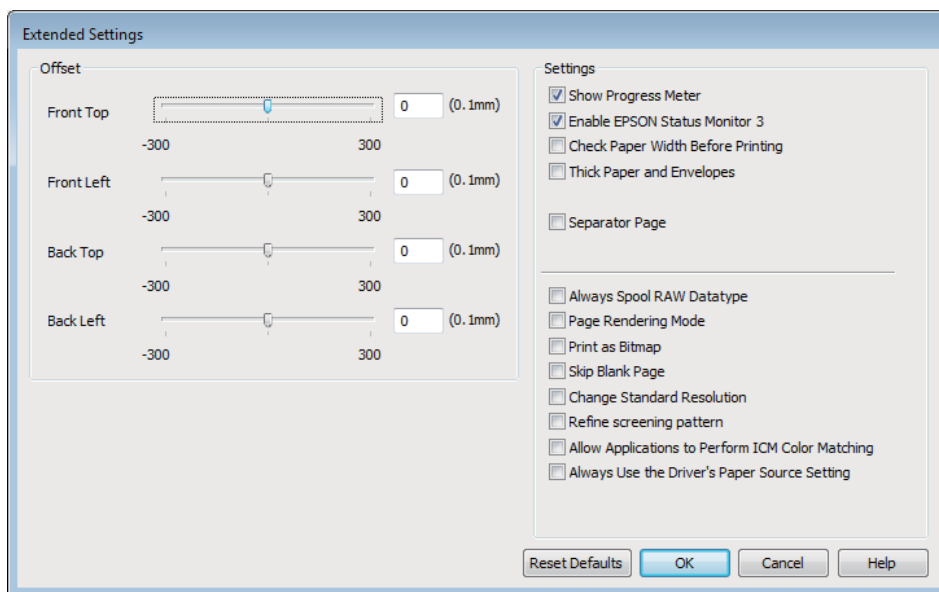 Extended Settings
Offset
Front Top
0
(0.1mm)
-300
300
Front Left
0
(0.1mm)
-300
300
Back Top
0
(0.1mm)
-300
300
Back Left
0
(0.1mm)
-300
300
Settings
Show Progress Meter
Enable EPSON Status Monitor 3
Check Paper Width Before Printing
Thick Paper and Envelopes
Separator Page
Always Spool RAW Datatype
Page Rendering Mode
Print as Bitmap
Skip Blank Page
Change Standard Resolution
Refine screening pattern
Allow Applications to Perform ICM Color Matching
Always Use the Driver's Paper Source Setting
Reset Defaults
OK
Cancel
Help